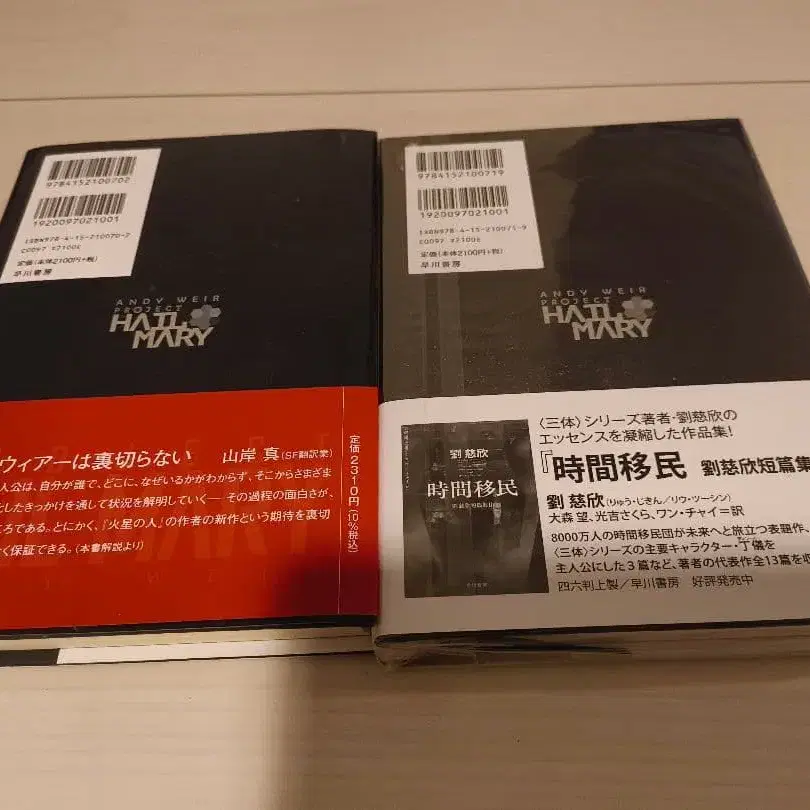 9784152100702
1920097021001
ISBN978-4-15-210070-2
C0097 ¥2100E
定価(本体2100円+税)
早川書房
ANDY WEIR
PROJECT
HAIL
MARY
ウィアーは裏切らない 山岸 真(SF翻訳業)
人公は、自分が誰で、どこに、なぜいるかがわからず、そこからさまざま
としたきっかけを通して状況を解明していく―その過程の面白さが、
ころである。とにかく、『火星の人』の作者の新作という期待を裏切
く保証できる。(本書解説より)
定価2310円(10%税込)
9784152100719
1920097021001
ISBN978-4-15-210071-9
C0097 ¥2100E
定価(本体2100円+税)
早川書房
ANDY WEIR
PROJECT
HAIL
MARY
〈三体〉シリーズ著者・劉慈欣の
エッセンスを凝縮した作品集!
『時間移民 劉慈欣短篇集
劉 慈欣(りゅう・じきん/リウ・ツーシン)
大森 望、光吉さくら、ワン・チャイ=訳
8000万人の時間移民団が未来へと旅立つ表題作、
〈三体〉シリーズの主要キャラクター・丁儀を
主人公にした3篇など、著者の代表作全13篇を収
四六判上製/早川書房 好評発売中
劉 慈欣
時間移民